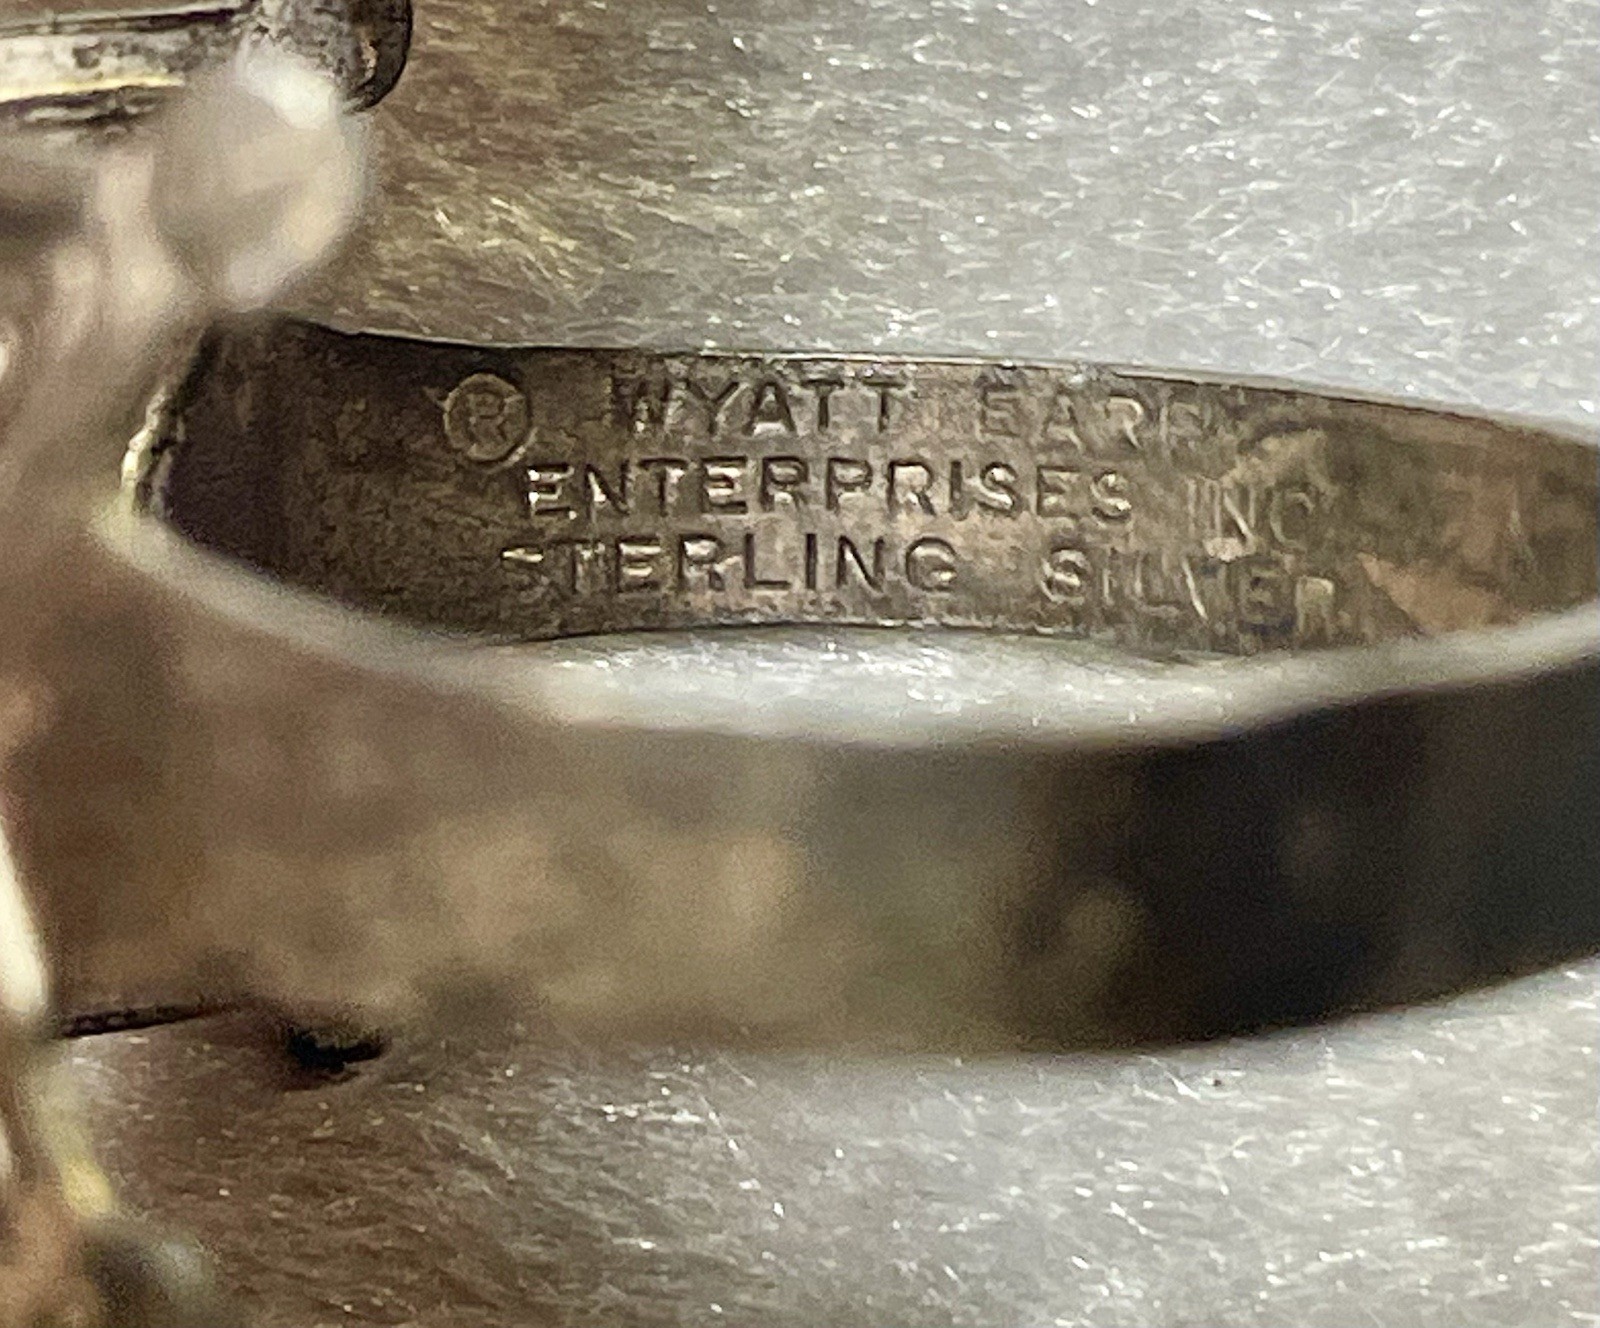 ® WYATT EARP
ENTERPRISES INC
STERLING SILVER